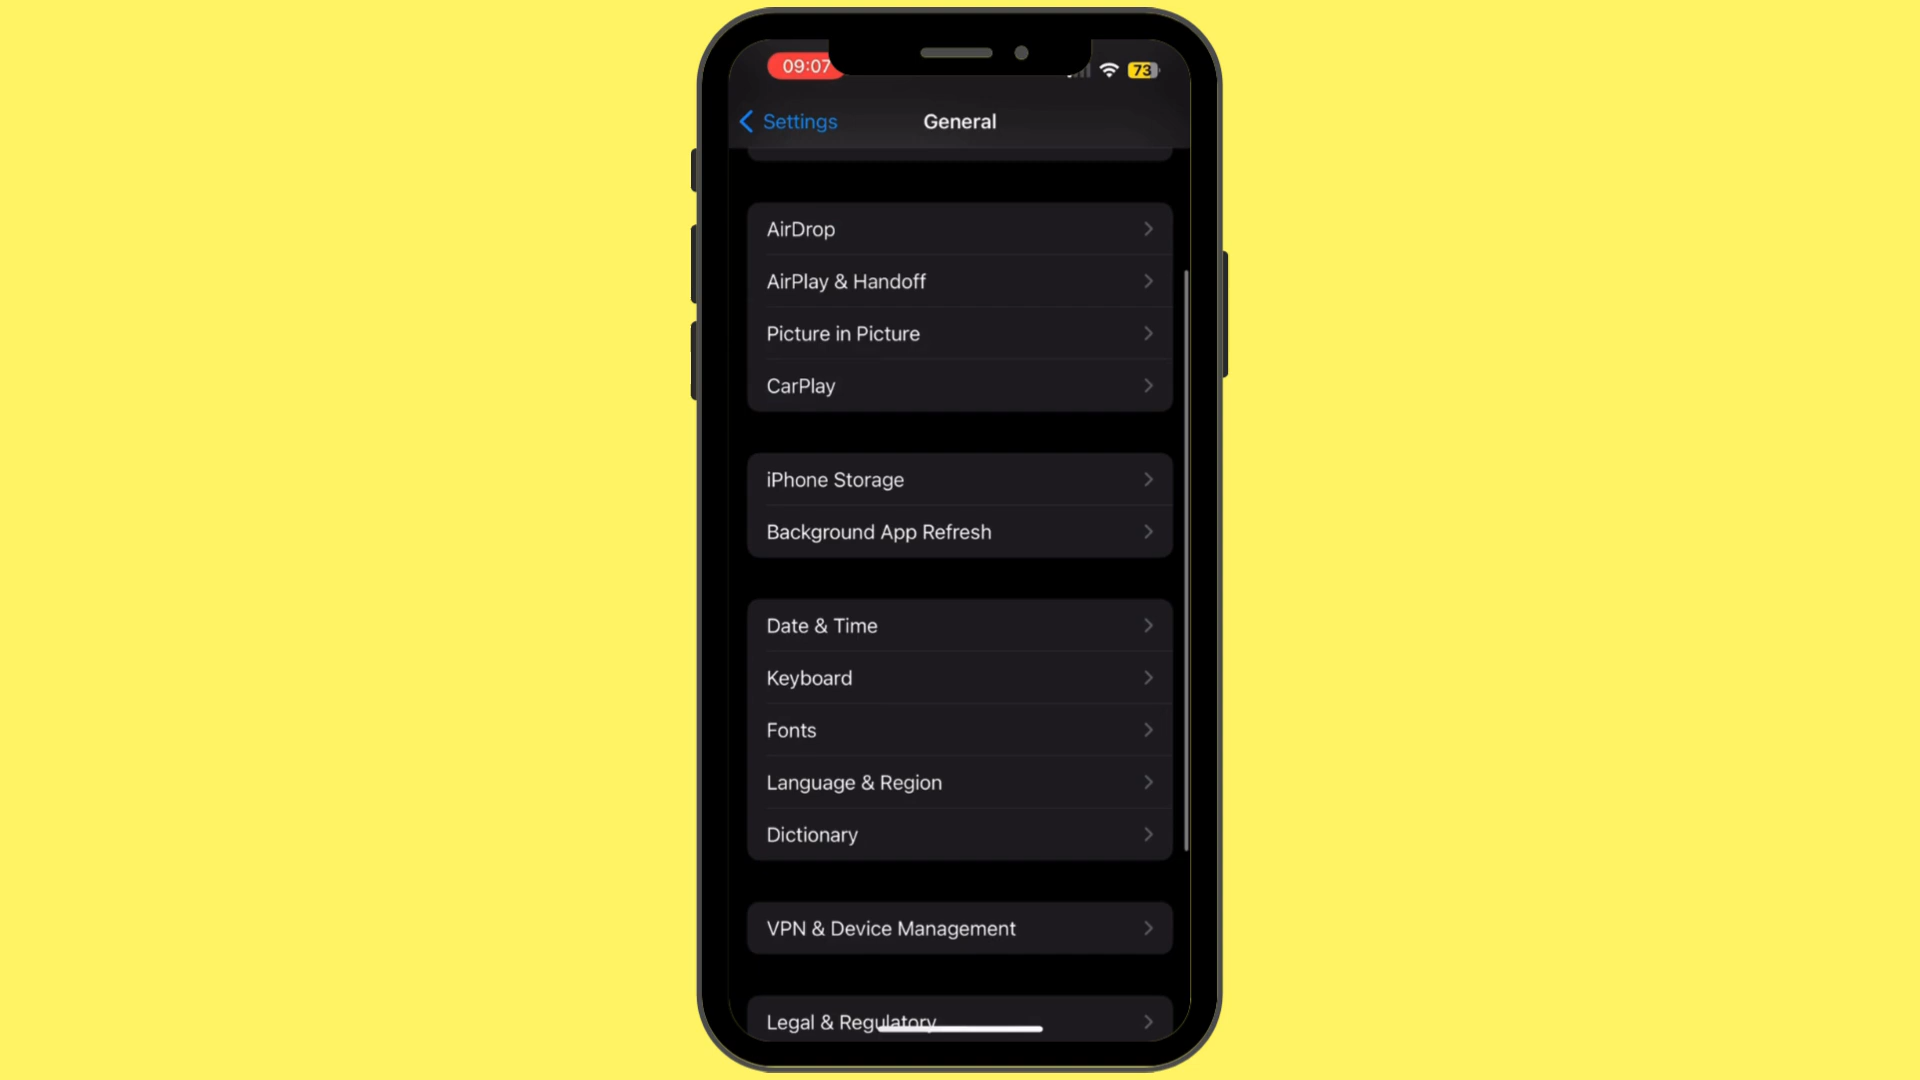 09:07
73
Settings
General
AirDrop
AirPlay & Handoff
Picture in Picture
CarPlay
iPhone Storage
Background App Refresh
Date & Time
Keyboard
Fonts
Language & Region
Dictionary
VPN & Device Management
Legal & Regulatory